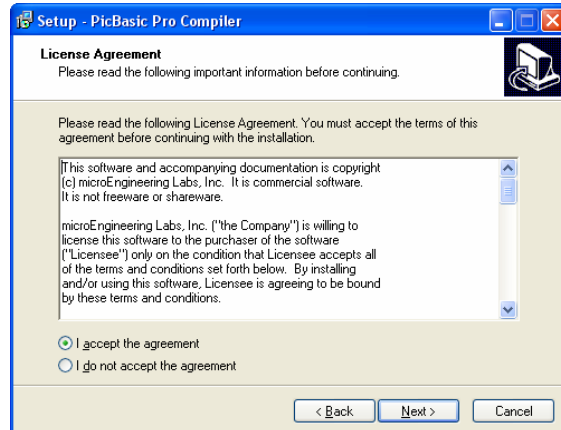 Setup - PicBasic Pro Compiler
License Agreement
Please read the following important information before continuing.
Please read the following License Agreement. You must accept the terms of this
agreement before continuing with the installation.
This software and accompanying documentation is copyright
(c) microEngineering Labs, Inc.  It is commercial software.
It is not freeware or shareware.
microEngineering Labs, Inc. ("the Company") is willing to
license this software to the purchaser of the software
("Licensee") only on the condition that Licensee accepts all
of the terms and conditions set forth below.  By installing
and/or using this software, Licensee is agreeing to be bound
by these terms and conditions.
I accept the agreement
I do not accept the agreement
< Back
Next >
Cancel